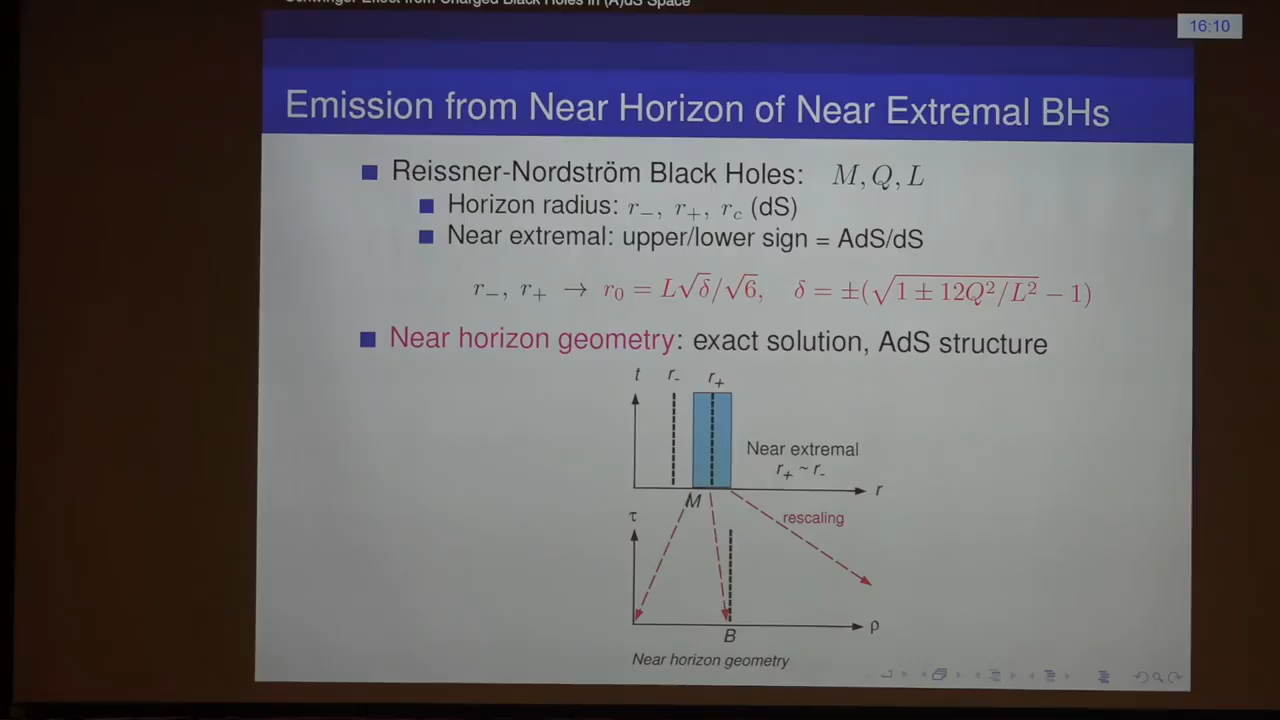 Schwinger Effect from Charged Black Holes in (A)dS Space
16:10
Emission from Near Horizon of Near Extremal BHs
Reissner-Nordström Black Holes: M, Q, L
Horizon radius: r₋, r₊, r_c (dS)
Near extremal: upper/lower sign = AdS/dS
r₋, r₊ → r₀ = L√δ/√6, δ = ±(√1 ± 12Q²/L² − 1)
Near horizon geometry: exact solution, AdS structure
t r₋ r₊
Near extremal
r₊ ~ r₋
r
M
rescaling
τ
ρ
B
Near horizon geometry